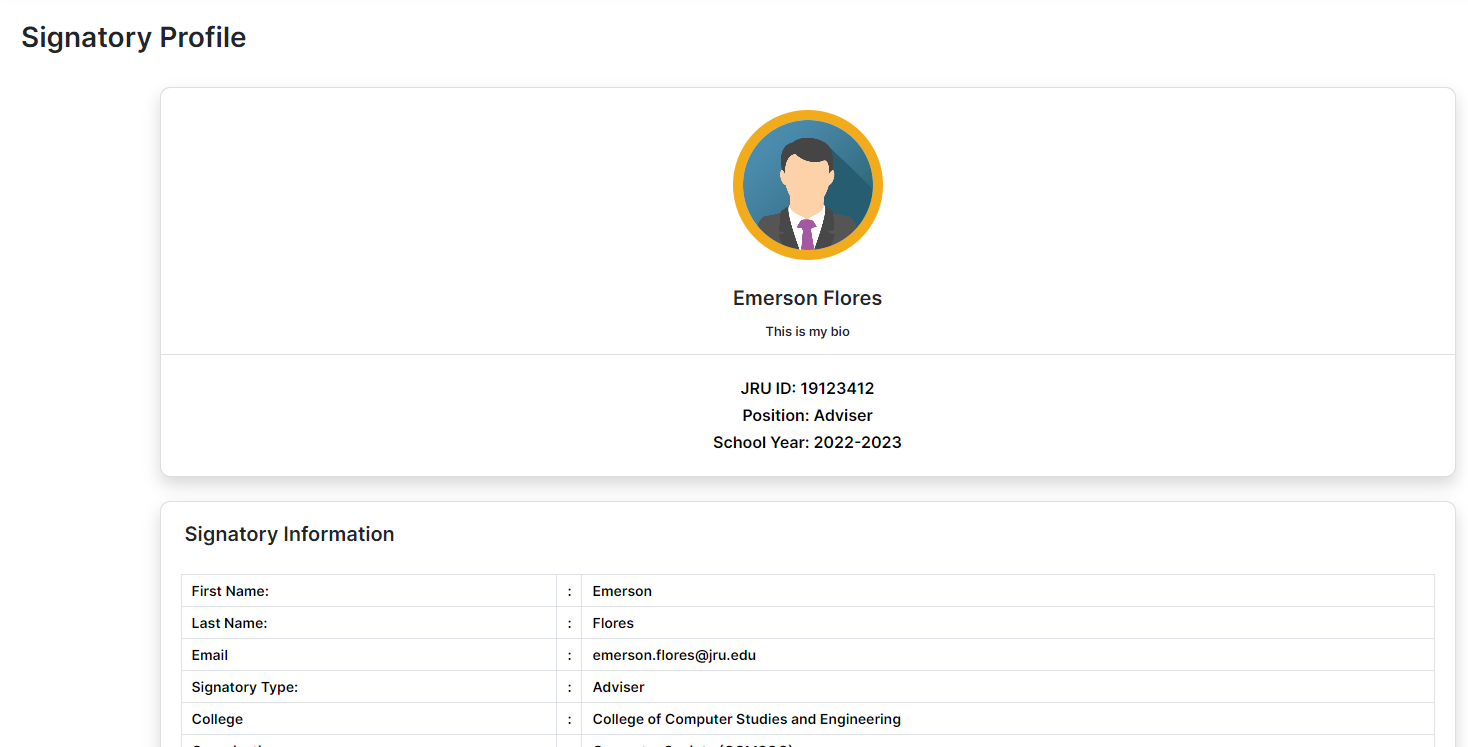 Signatory Profile
Emerson Flores
This is my bio
JRU ID: 19123412
Position: Adviser
School Year: 2022-2023
Signatory Information
First Name: : Emerson
Last Name: : Flores
Email : emerson.flores@jru.edu
Signatory Type: : Adviser
College : College of Computer Studies and Engineering